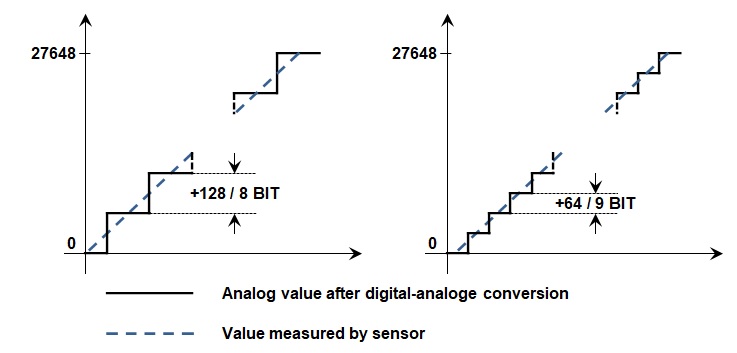 27648
27648
+128 / 8 BIT
+64 / 9 BIT
0
0
Analog value after digital-analoge conversion
Value measured by sensor